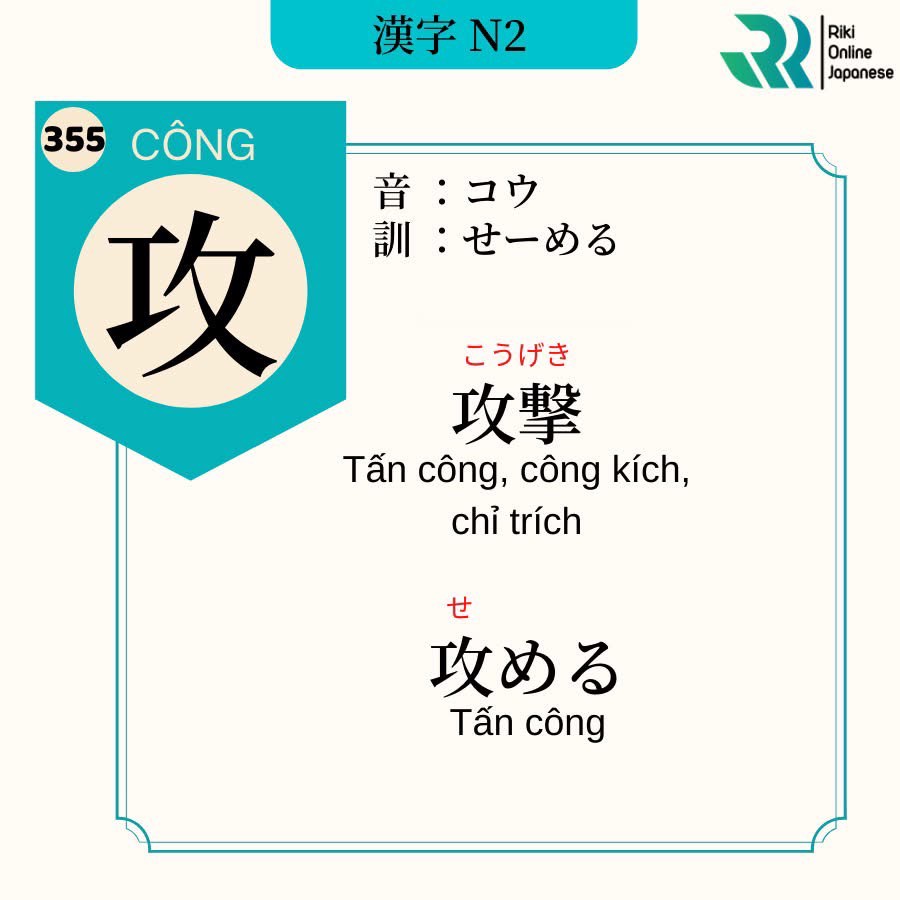 漢字 N2
Riki
Online
Japanese
355 CÔNG
攻
音 ：コウ
訓 ：せーめる
こうげき
攻撃
Tấn công, công kích,
chỉ trích
せ
攻める
Tấn công